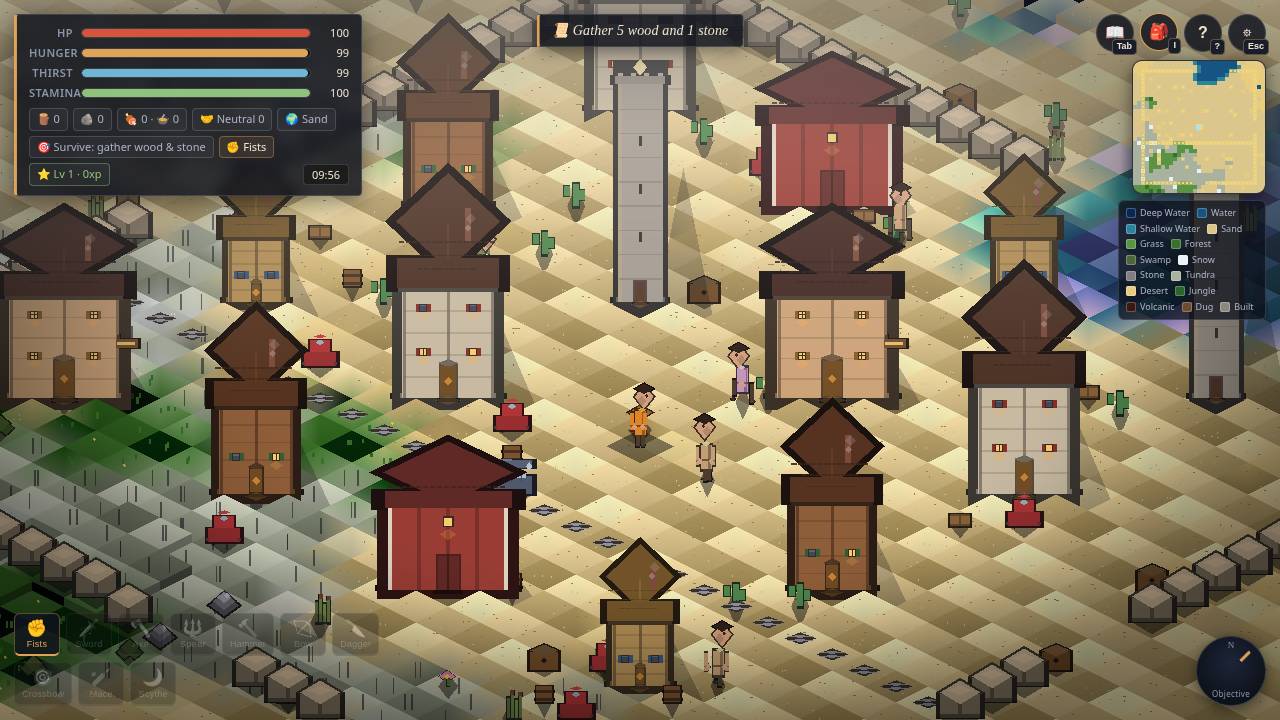 HP 100
HUNGER 99
THIRST 99
STAMINA 100
0 0 0 · 0 Neutral 0 Sand
Survive: gather wood & stone Fists
Lv 1 · 0xp 09:56
Gather 5 wood and 1 stone
? 
Tab I ? Esc
Deep Water Water
Shallow Water Sand
Grass Forest
Swamp Snow
Stone Tundra
Desert Jungle
Volcanic Dug Built
Fists Sword Spear Hammer Bow Dagger
Crossbow Mace Scythe
N
Objective